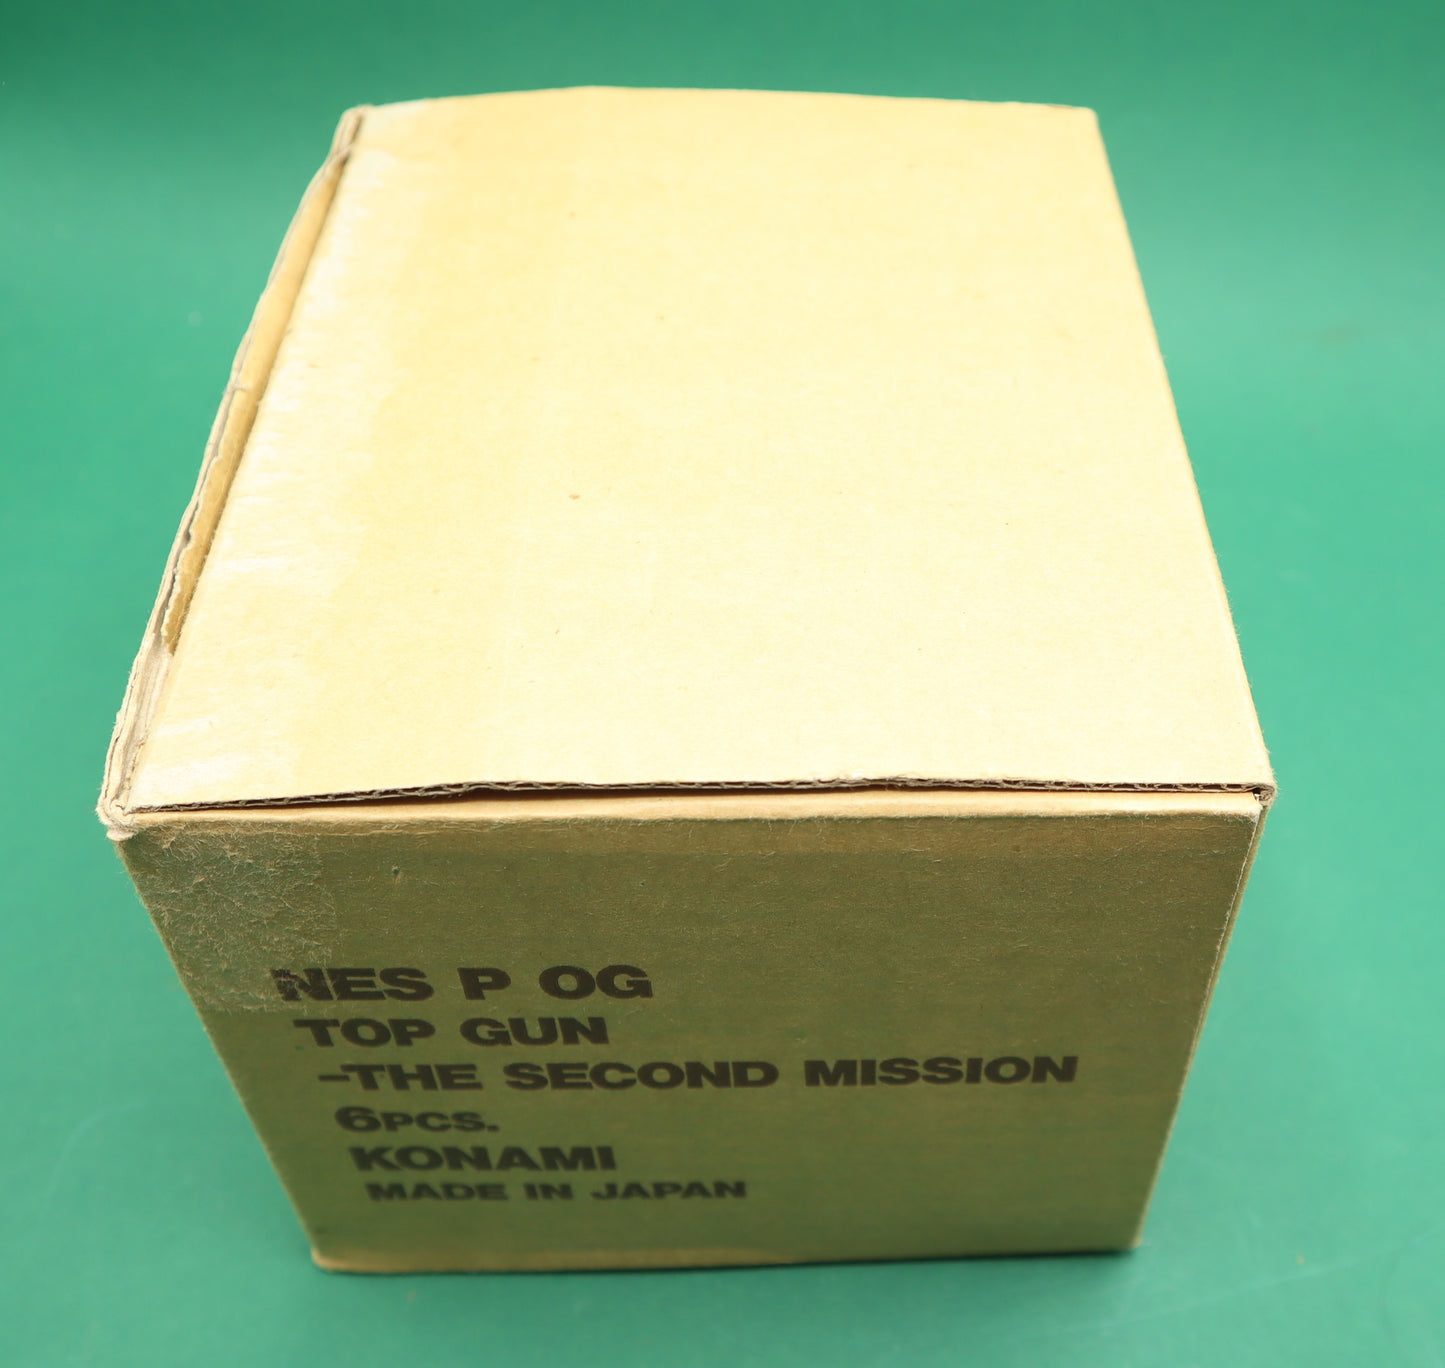 NES P OG
TOP GUN
-THE SECOND MISSION
6PCS.
KONAMI
MADE IN JAPAN